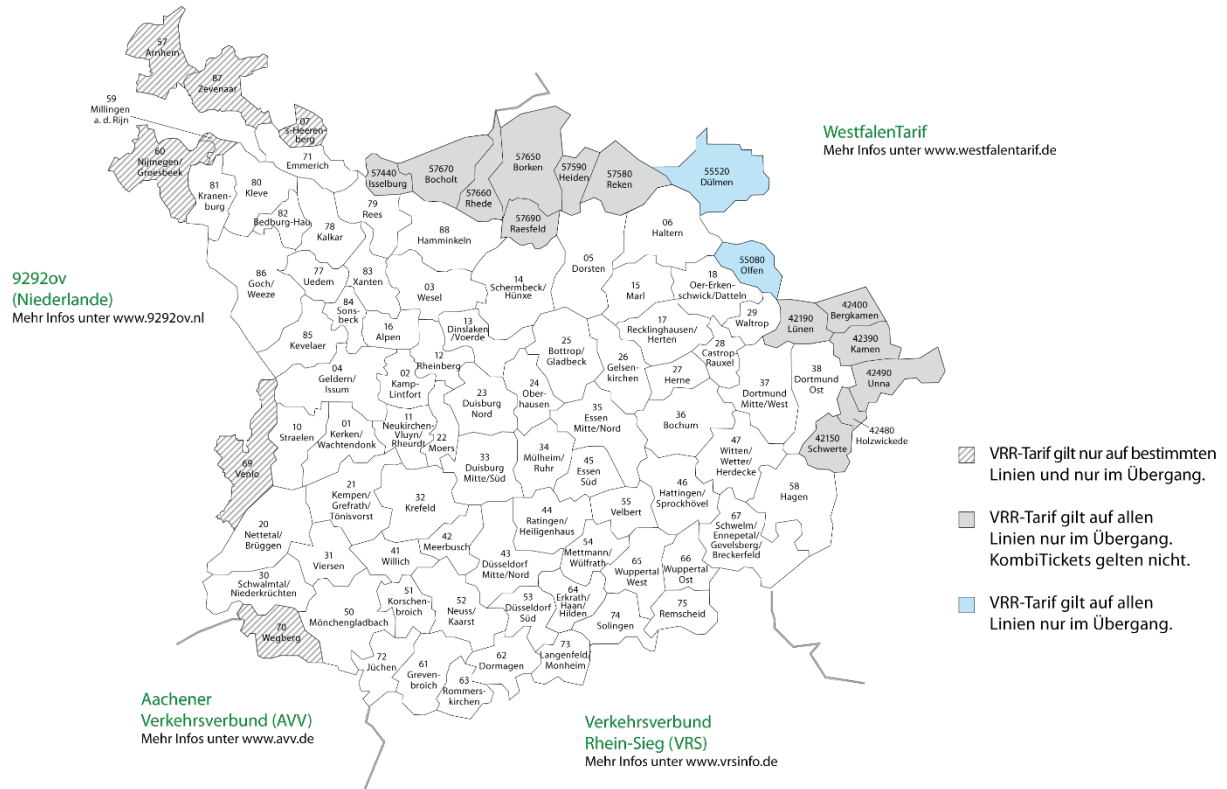 57
Arnheim
87
Zevenaar
59
Millingen
a. d. Rijn
07
's-Heeren-
berg
60
Nijmegen/
Groesbeek
71
Emmerich
WestfalenTarif
Mehr Infos unter www.westfalentarif.de
57440
Isselburg
57670
Bocholt
57660
Rhede
57650
Borken
57590
Heiden
57580
Reken
55520
Dülmen
57690
Raesfeld
81
Kranen-
burg
80
Kleve
82
Bedburg-Hau
78
Kalkar
79
Rees
88
Hamminkeln
06
Haltern
05
Dorsten
55080
Olfen
9292ov
(Niederlande)
Mehr Infos unter www.9292ov.nl
86
Goch/
Weeze
77
Uedem
83
Xanten
84
Sons-
beck
03
Wesel
14
Schermbeck/
Hünxe
15
Marl
18
Oer-Erken-
schwick/Datteln
29
Waltrop
42190
Lünen
42400
Bergkamen
42390
Kamen
42490
Unna
42480
Holzwickede
42150
Schwerte
85
Kevelaer
16
Alpen
13
Dinslaken
/Voerde
17
Recklinghausen/
Herten
28
Castrop-
Rauxel
25
Bottrop/
Gladbeck
26
Gelsen-
kirchen
27
Herne
37
Dortmund
Mitte/West
38
Dortmund
Ost
04
Geldern/
Issum
02
Kamp-
Lintfort
12
Rheinberg
23
Duisburg
Nord
24
Ober-
hausen
35
Essen
Mitte/Nord
36
Bochum
10
Straelen
01
Kerken/
Wachtendonk
11
Neukirchen-
Vluyn/
Rheurdt
22
Moers
33
Duisburg
Mitte/Süd
34
Mülheim/
Ruhr
45
Essen
Süd
47
Witten/
Wetter/
Herdecke
69
Venlo
46
Hattingen/
Sprockhövel
58
Hagen
21
Kempen/
Grefrath/
Tönisvorst
32
Krefeld
44
Ratingen/
Heiligenhaus
55
Velbert
67
Schwelm/
Ennepetal/
Gevelsberg/
Breckerfeld
20
Nettetal/
Brüggen
31
Viersen
41
Willich
42
Meerbusch
43
Düsseldorf
Mitte/Nord
54
Mettmann/
Wülfrath
65
Wuppertal
West
66
Wuppertal
Ost
30
Schwalmtal/
Niederkrüchten
50
Mönchengladbach
51
Korschen-
broich
52
Neuss/
Kaarst
53
Düsseldorf
Süd
64
Erkrath/
Haan/
Hilden
74
Solingen
75
Remscheid
70
Wegberg
72
Jüchen
61
Greven-
broich
62
Dormagen
63
Rommers-
kirchen
73
Langenfeld/
Monheim
VRR-Tarif gilt nur auf bestimmten
Linien und nur im Übergang.
VRR-Tarif gilt auf allen
Linien nur im Übergang.
KombiTickets gelten nicht.
VRR-Tarif gilt auf allen
Linien nur im Übergang.
Aachener
Verkehrsverbund (AVV)
Mehr Infos unter www.avv.de
Verkehrsverbund
Rhein-Sieg (VRS)
Mehr Infos unter www.vrsinfo.de